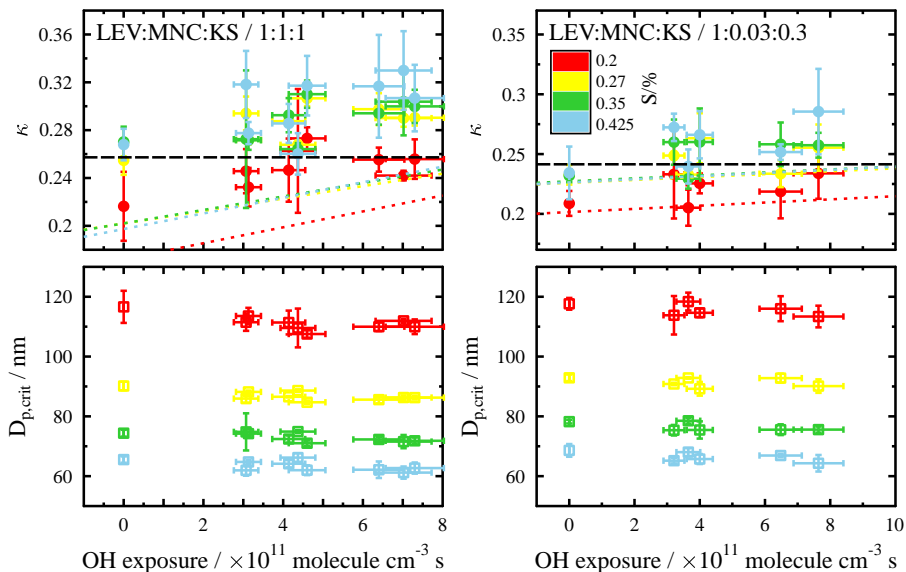 LEV:MNC:KS / 1:1:1
LEV:MNC:KS / 1:0.03:0.3
κ
0.36
0.32
0.28
0.24
0.2
κ
0.35
0.3
0.25
0.2
0.2
0.27
0.35
0.425
S/%
D_p,crit / nm
120
100
80
60
0 2 4 6 8
OH exposure / ×10^11 molecule cm^-3 s
D_p,crit / nm
120
100
80
60
0 2 4 6 8 10
OH exposure / ×10^11 molecule cm^-3 s